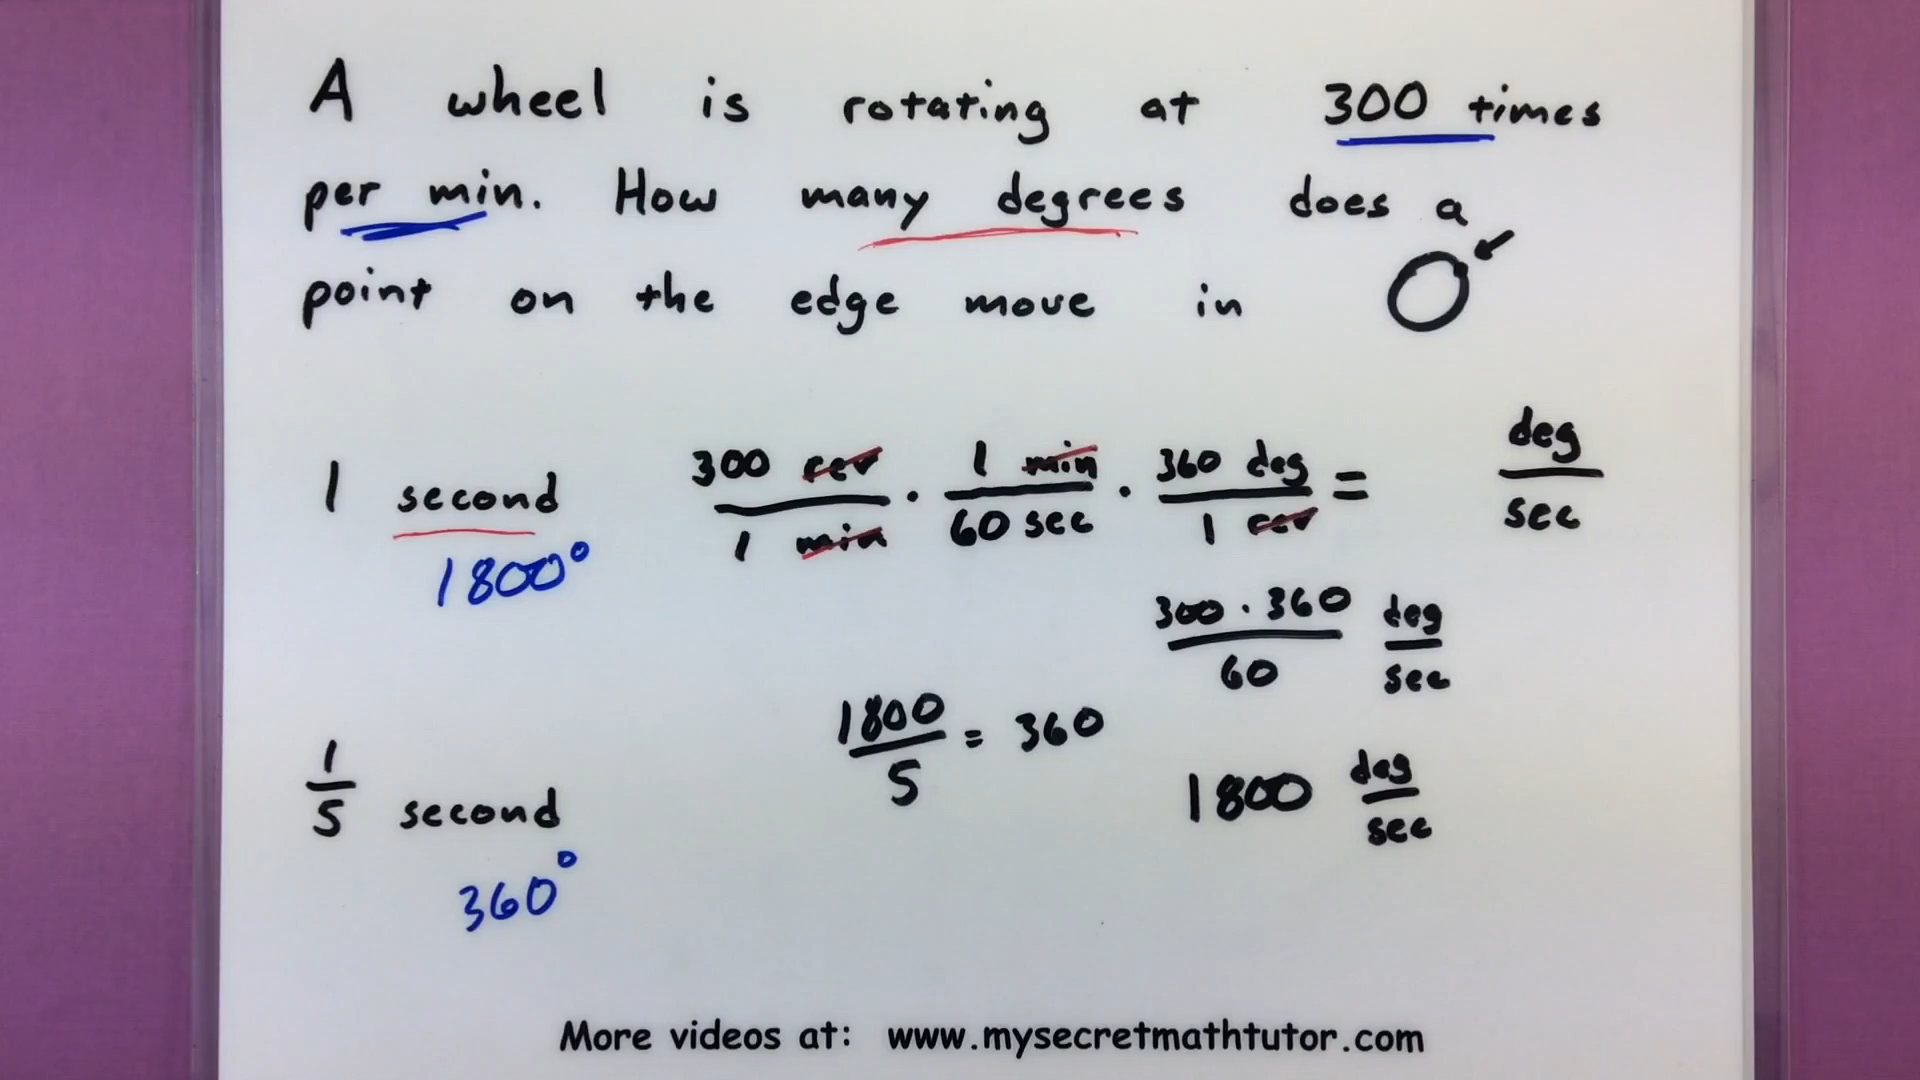 A wheel is rotating at 300 times
per min. How many degrees does a
point on the edge move in
1 second
1800°
300 rev / 1 min · 1 min / 60 sec · 360 deg / 1 rev = deg / sec
300 · 360 / 60 deg / sec
1800 / 5 = 360
1800 deg / sec
1/5 second
360°
More videos at: www.mysecretmathtutor.com